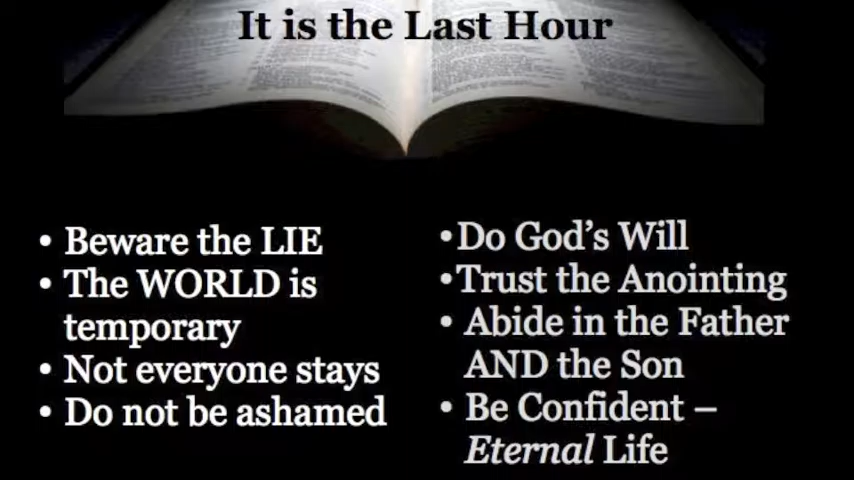 It is the Last Hour
• Beware the LIE
• The WORLD is
temporary
• Not everyone stays
• Do not be ashamed
•Do God’s Will
•Trust the Anointing
• Abide in the Father
AND the Son
• Be Confident –
Eternal Life